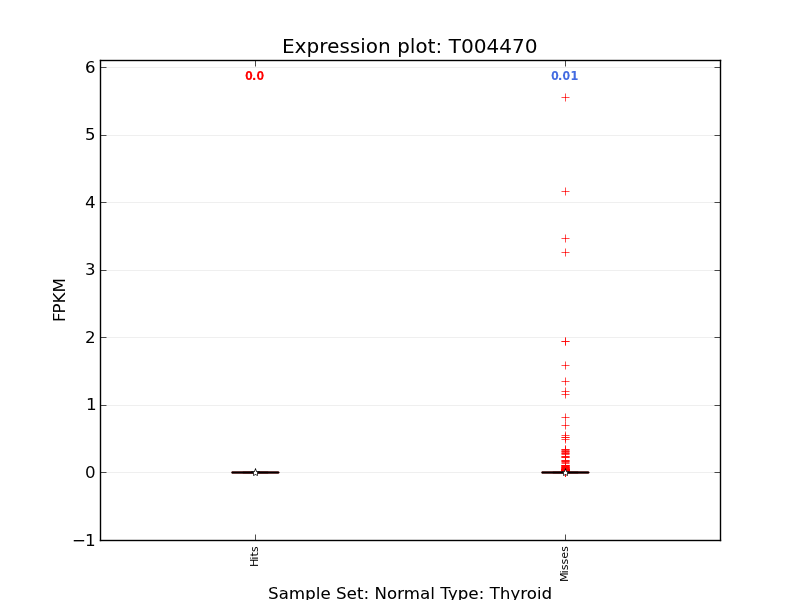 Expression plot: T004470
0.0 0.01
6
5
4
3
2
1
0
−1
FPKM
Hits Misses
Sample Set: Normal Type: Thyroid